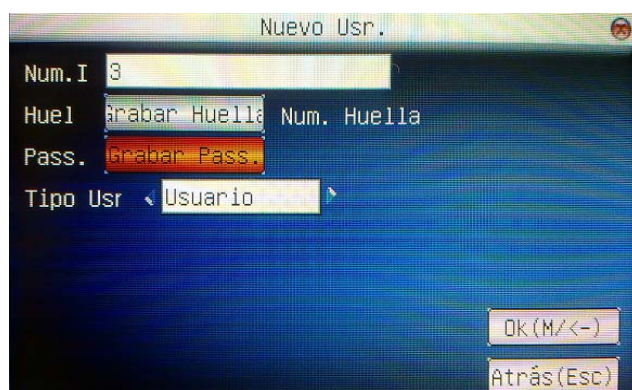 Nuevo Usr.
Num.I 3
Huel Grabar Huella Num. Huella
Pass. Grabar Pass.
Tipo Usr Usuario
Ok(M/<-)
Atrás(Esc)